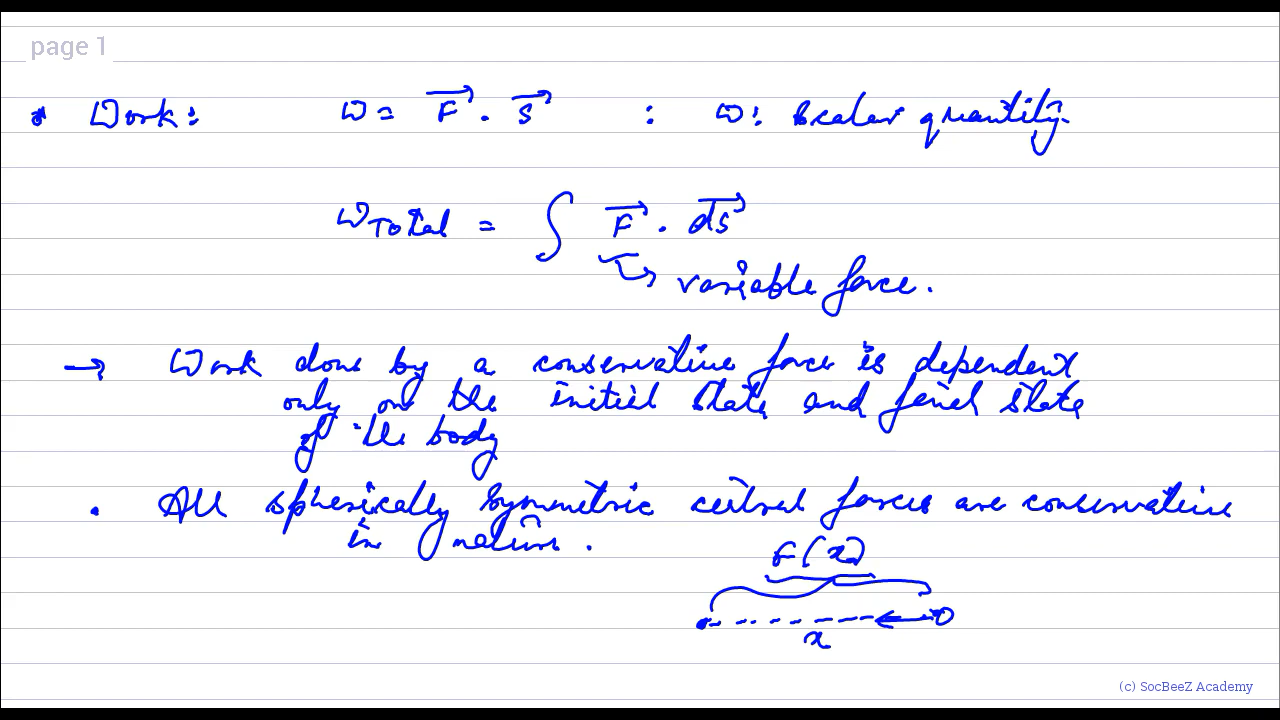 page 1
* Work: W = F⃗ . S⃗ : W: Scalar quantity.
W_Total = ∫ F⃗ . d⃗s
↳ variable force.
→ Work done by a conservative force is dependent
only on the initial state and final state
of the body
. All spherically symmetric central forces are conservative
in nature.
F(x)
x
(c) SocBeeZ Academy